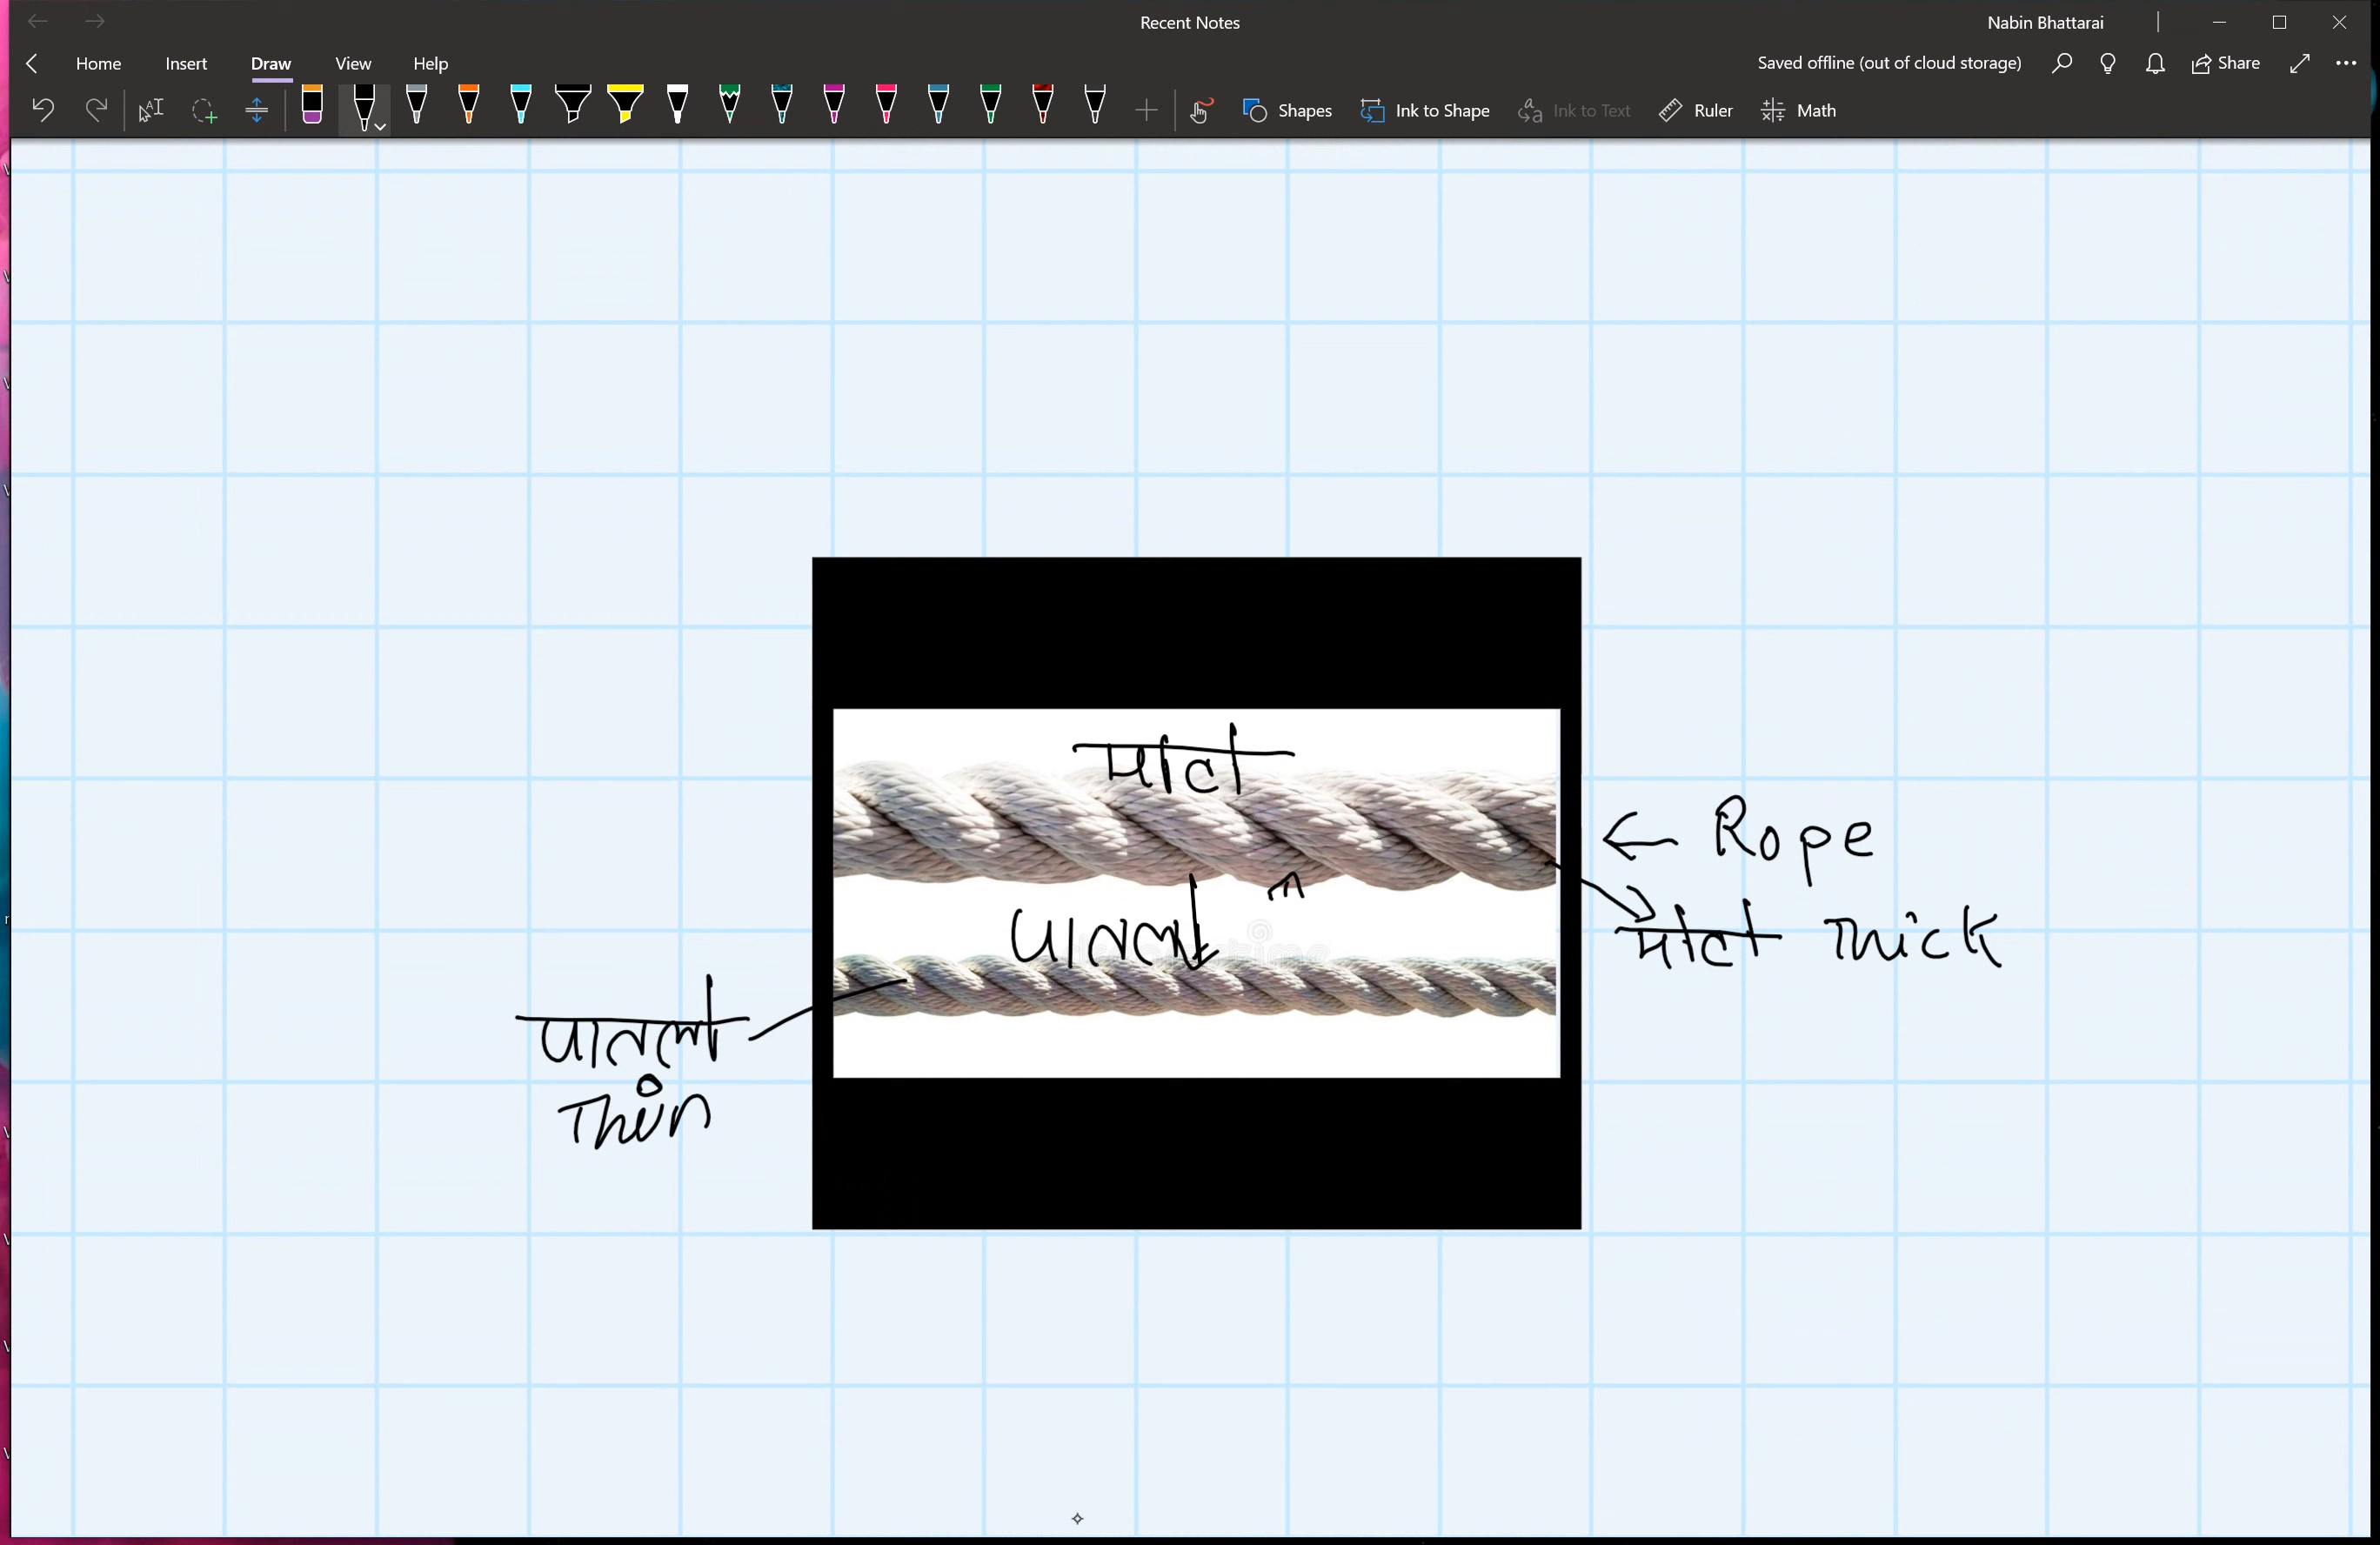 Recent Notes
Nabin Bhattarai
Home Insert Draw View Help
Saved offline (out of cloud storage)
Share
Shapes Ink to Shape Ink to Text Ruler Math
मोटो
← Rope
पातलो
मोटो Thick
पातलो
Thin